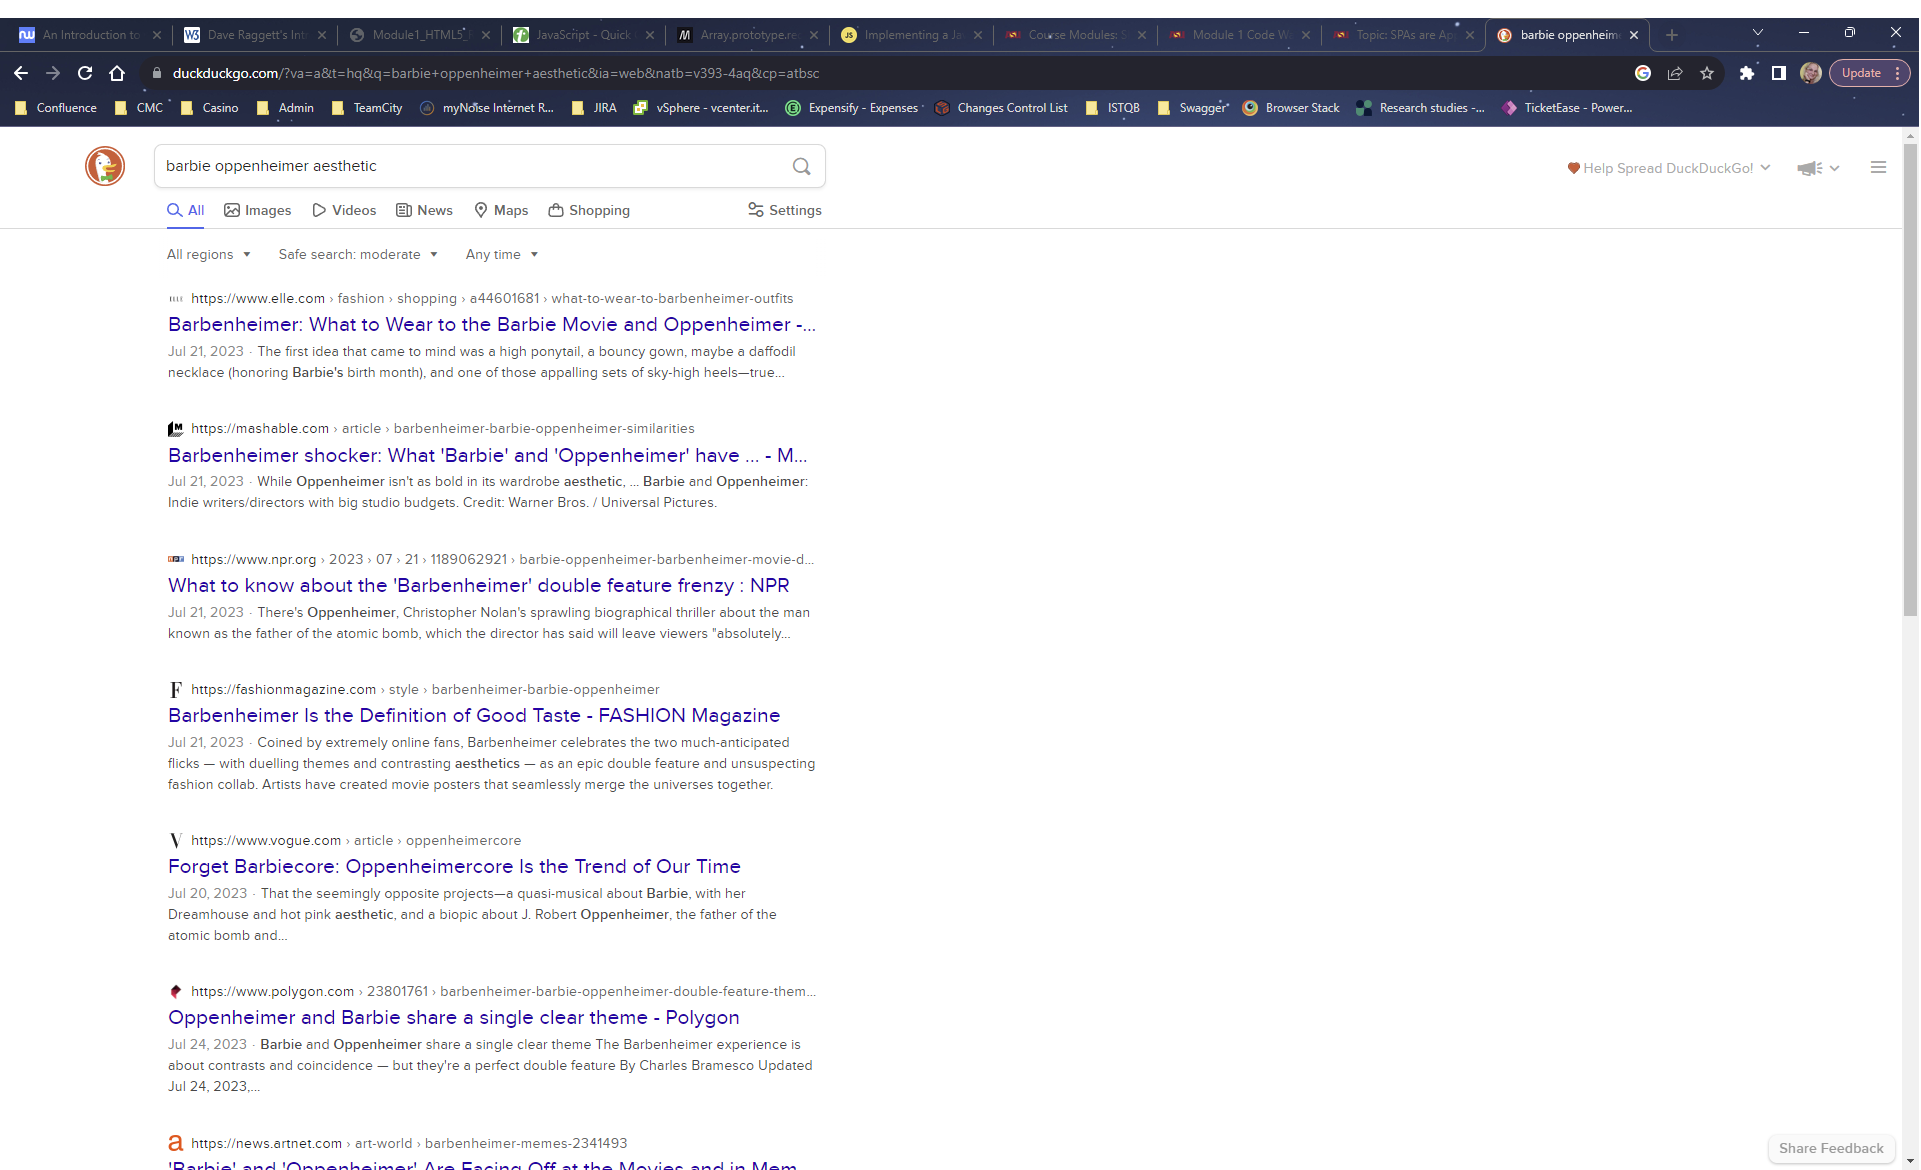 An Introduction to
Dave Raggett's Int
Module1_HTML5_
JavaScript - Quick
Array.prototype.re
Implementing a Ja
Course Modules: S
Module 1 Code W
Topic: SPAs are Ap
barbie oppenheim
duckduckgo.com/?va=a&t=hq&q=barbie+oppenheimer+aesthetic&ia=web&natb=v393-4aq&cp=atbsc
Update
Confluence
CMC
Casino
Admin
TeamCity
myNoise Internet R...
JIRA
vSphere - vcenter.it...
Expensify - Expenses
Changes Control List
ISTQB
Swagger
Browser Stack
Research studies -...
TicketEase - Power...
barbie oppenheimer aesthetic
Help Spread DuckDuckGo!
All
Images
Videos
News
Maps
Shopping
Settings
All regions
Safe search: moderate
Any time
https://www.elle.com › fashion › shopping › a44601681 › what-to-wear-to-barbenheimer-outfits
Barbenheimer: What to Wear to the Barbie Movie and Oppenheimer -...
Jul 21, 2023 · The first idea that came to mind was a high ponytail, a bouncy gown, maybe a daffodil
necklace (honoring Barbie's birth month), and one of those appalling sets of sky-high heels—true...
https://mashable.com › article › barbenheimer-barbie-oppenheimer-similarities
Barbenheimer shocker: What 'Barbie' and 'Oppenheimer' have ... - M...
Jul 21, 2023 · While Oppenheimer isn't as bold in its wardrobe aesthetic, ... Barbie and Oppenheimer:
Indie writers/directors with big studio budgets. Credit: Warner Bros. / Universal Pictures.
https://www.npr.org › 2023 › 07 › 21 › 1189062921 › barbie-oppenheimer-barbenheimer-movie-d...
What to know about the 'Barbenheimer' double feature frenzy : NPR
Jul 21, 2023 · There's Oppenheimer, Christopher Nolan's sprawling biographical thriller about the man
known as the father of the atomic bomb, which the director has said will leave viewers "absolutely...
https://fashionmagazine.com › style › barbenheimer-barbie-oppenheimer
Barbenheimer Is the Definition of Good Taste - FASHION Magazine
Jul 21, 2023 · Coined by extremely online fans, Barbenheimer celebrates the two much-anticipated
flicks — with duelling themes and contrasting aesthetics — as an epic double feature and unsuspecting
fashion collab. Artists have created movie posters that seamlessly merge the universes together.
https://www.vogue.com › article › oppenheimercore
Forget Barbiecore: Oppenheimercore Is the Trend of Our Time
Jul 20, 2023 · That the seemingly opposite projects—a quasi-musical about Barbie, with her
Dreamhouse and hot pink aesthetic, and a biopic about J. Robert Oppenheimer, the father of the
atomic bomb and...
https://www.polygon.com › 23801761 › barbenheimer-barbie-oppenheimer-double-feature-them...
Oppenheimer and Barbie share a single clear theme - Polygon
Jul 24, 2023 · Barbie and Oppenheimer share a single clear theme The Barbenheimer experience is
about contrasts and coincidence — but they're a perfect double feature By Charles Bramesco Updated
Jul 24, 2023,...
https://news.artnet.com › art-world › barbenheimer-memes-2341493
'Barbie' and 'Oppenheimer' Are Facing Off at the Movies and in Mem
Share Feedback